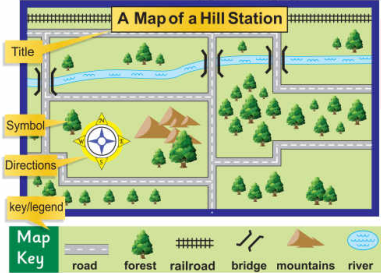 A Map of a Hill Station
Title
Symbol
N
W E
S
Directions
key/legend
Map
Key
road forest railroad bridge mountains river